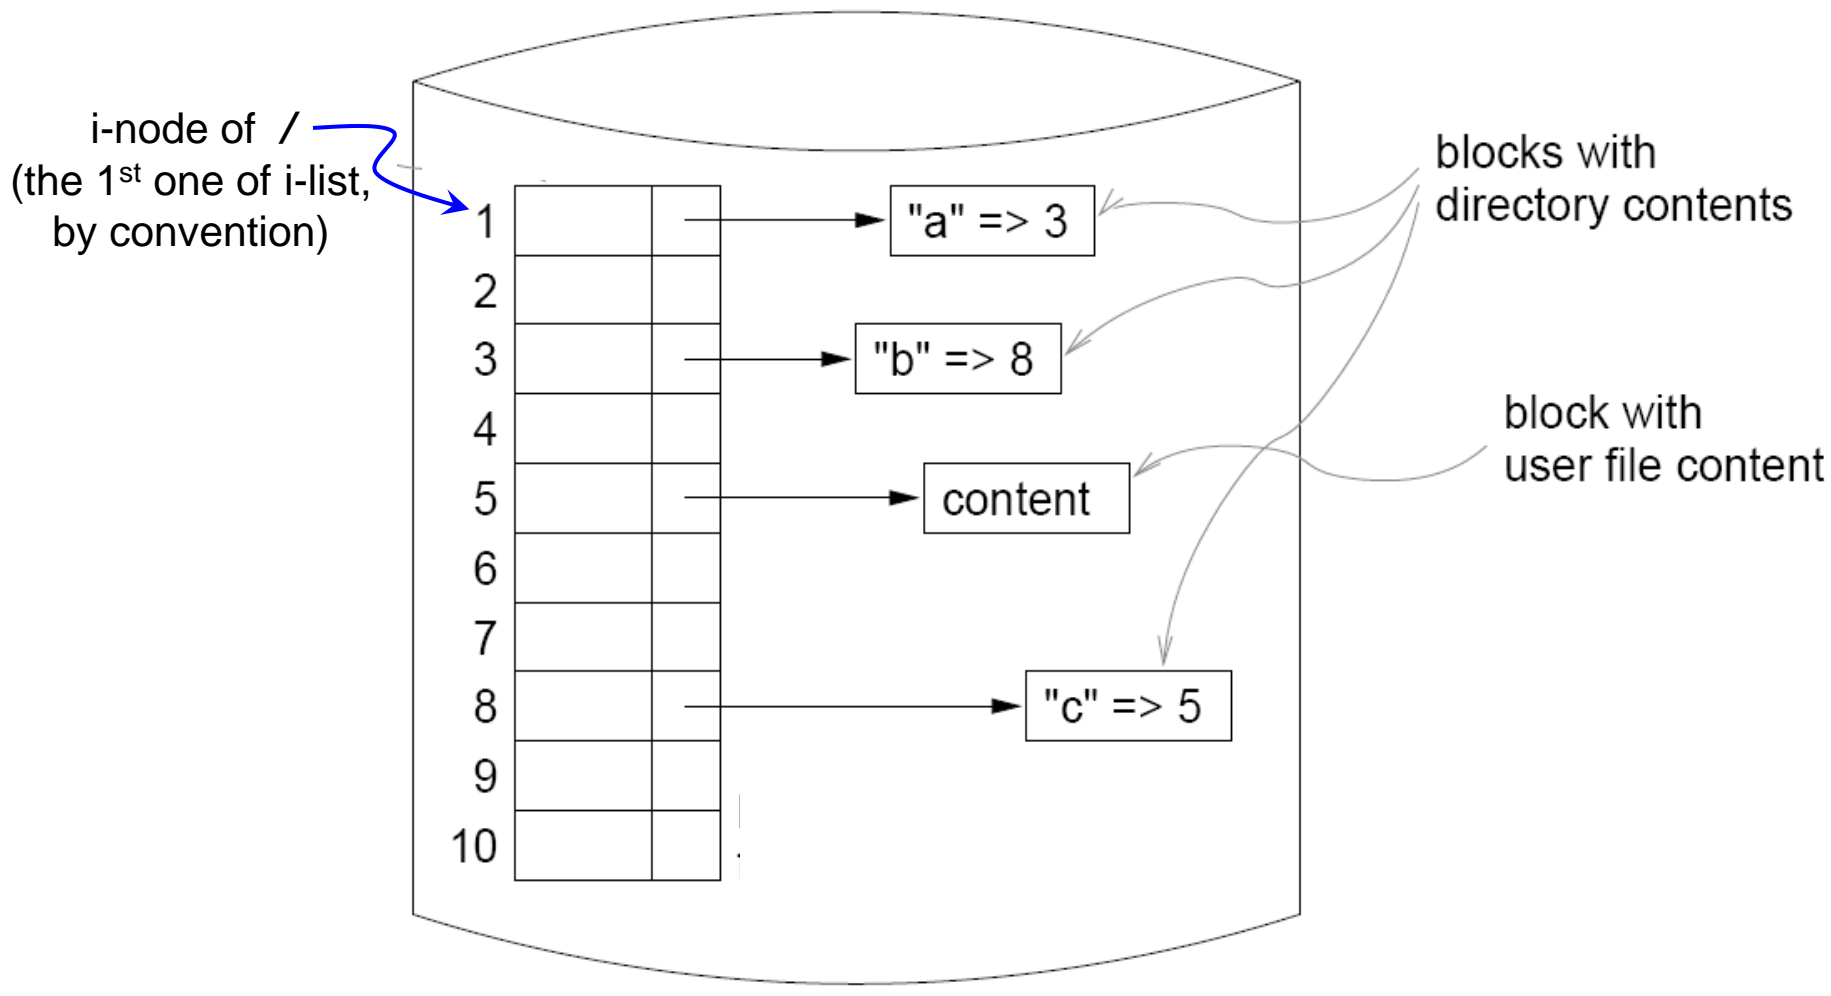 i-node of /
(the 1st one of i-list,
by convention)
1
2
3
4
5
6
7
8
9
10
"a" => 3
"b" => 8
content
"c" => 5
blocks with
directory contents
block with
user file content